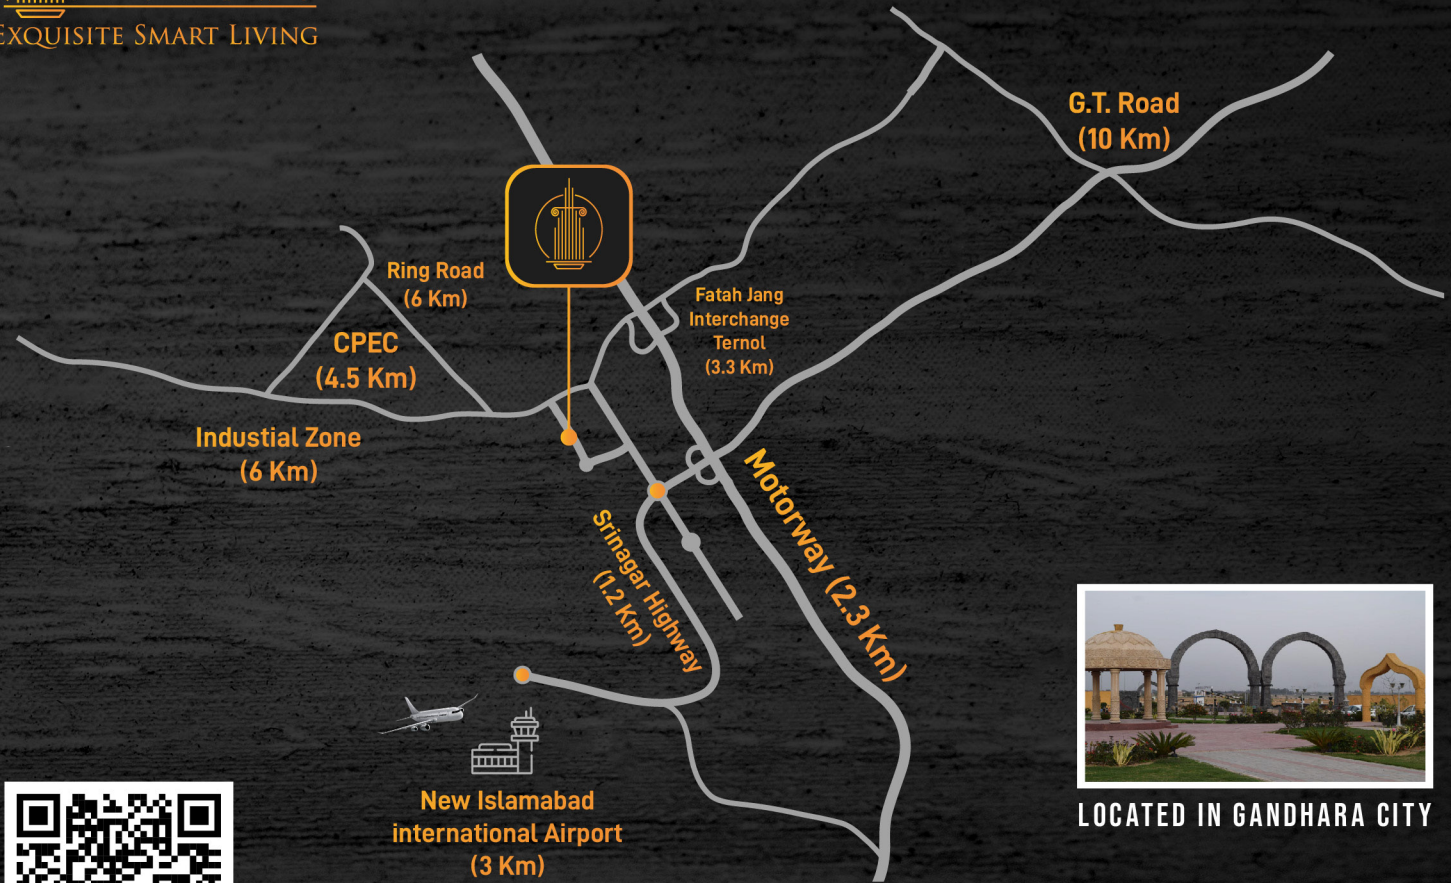 EXQUISITE SMART LIVING
G.T. Road
(10 Km)
Ring Road
(6 Km)
Fatah Jang
Interchange
Ternol
(3.3 Km)
CPEC
(4.5 Km)
Industial Zone
(6 Km)
Motorway (2.3 Km)
Srinagar Highway
(1.2 Km)
New Islamabad
international Airport
(3 Km)
LOCATED IN GANDHARA CITY